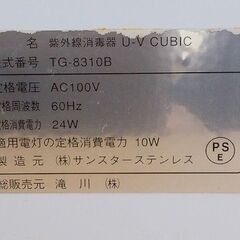 名 紫外線消毒器 U-V CUBIC
式番号 TG-8310B
定格電圧 AC100V
定格周波数 60Hz
定格消費電力 24W
適用電灯の定格消費電力 10W
製造元 (株)サンスターステンレス
総販売元 滝川(株)
PS
E